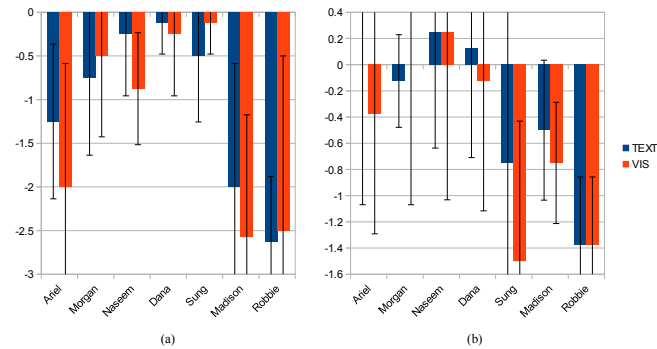 -0
-0.5
-1
-1.5
-2
-2.5
-3
Ariel
Morgan
Naseem
Dana
Sung
Madison
Robbie
(a)
0.4
0.2
0
-0.2
-0.4
-0.6
-0.8
-1
-1.2
-1.4
-1.6
Ariel
Morgan
Naseem
Dana
Sung
Madison
Robbie
(b)
TEXT
VIS